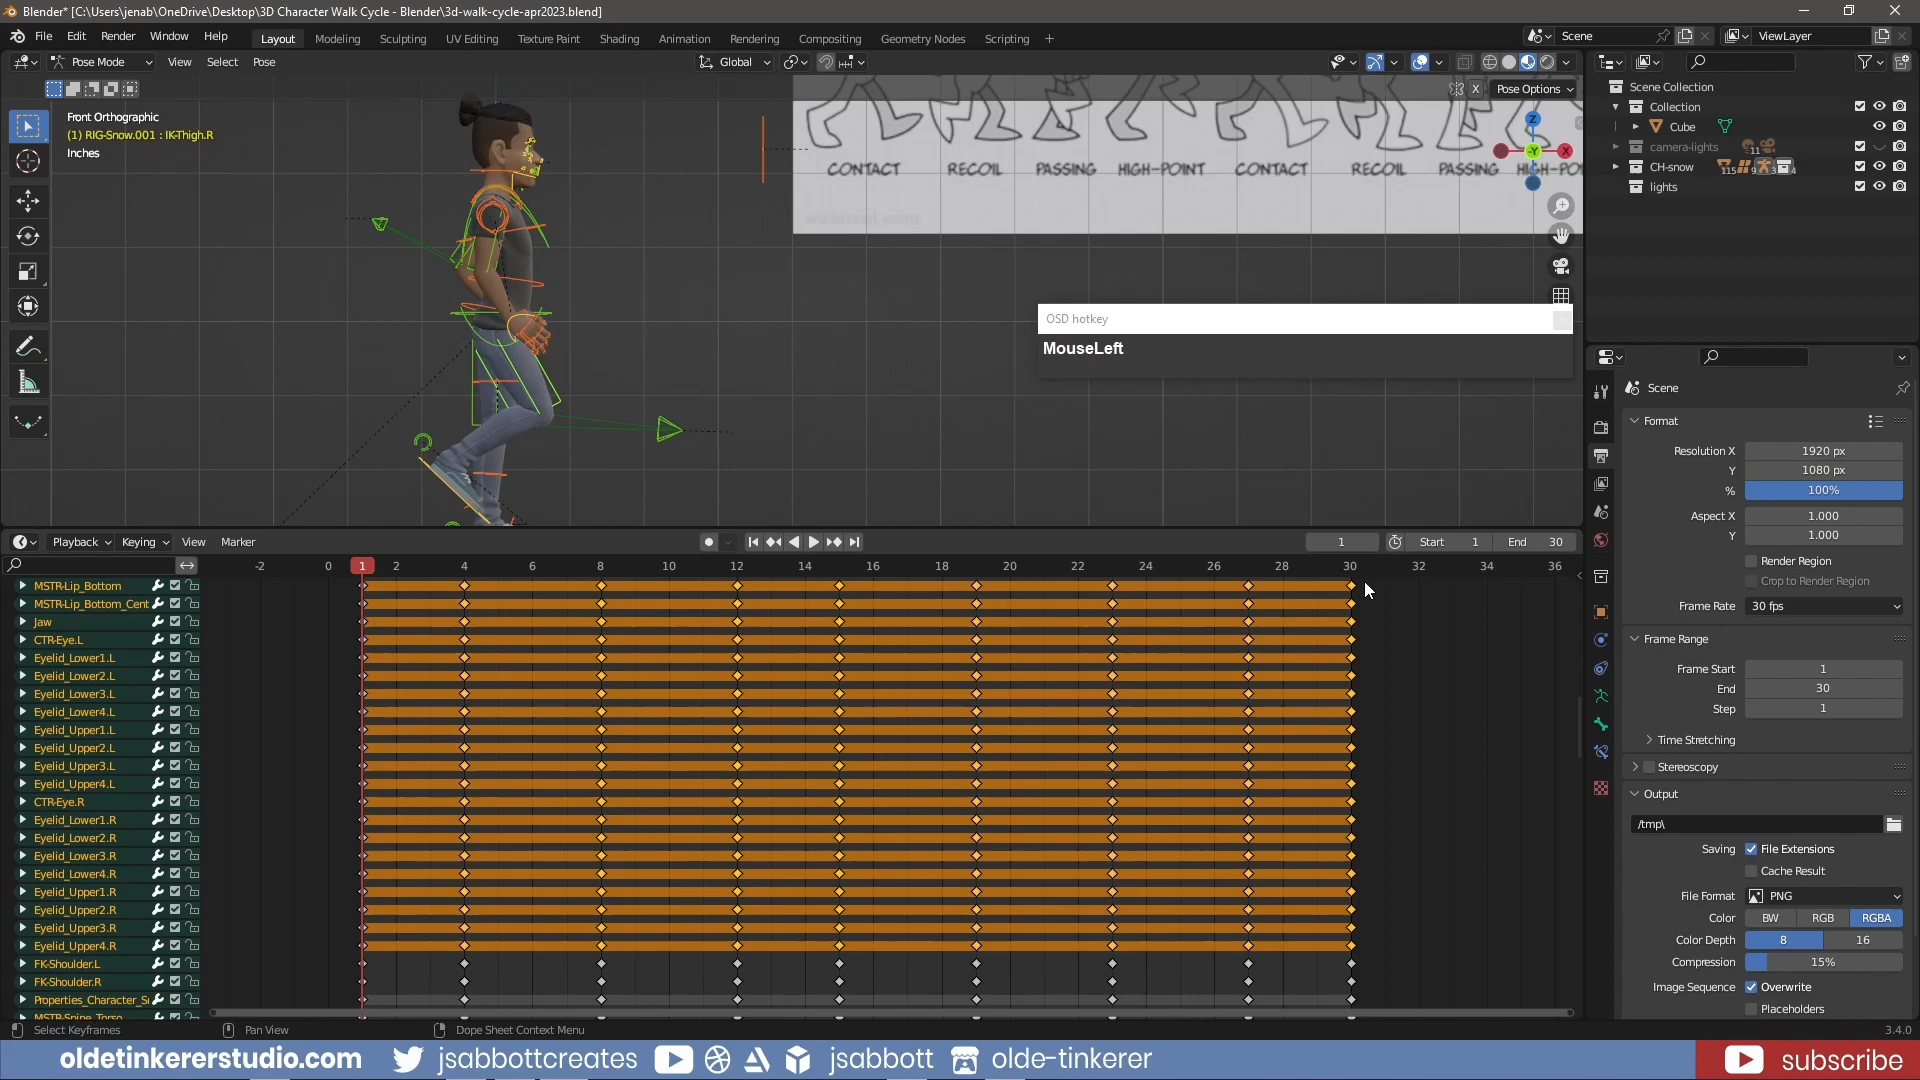 Blender* [C:\Users\jenab\OneDrive\Desktop\3D Character Walk Cycle - Blender\3d-walk-cycle-apr2023.blend]
File Edit Render Window Help Layout Modeling Sculpting UV Editing Texture Paint Shading Animation Rendering Compositing Geometry Nodes Scripting + Scene ViewLayer
Pose Mode View Select Pose Global
X Pose Options
Front Orthographic
(1) RIG-Snow.001 : IK-Thigh.R
Inches
CONTACT RECOIL PASSING HIGH-POINT CONTACT RECOIL PASSING
Z
-Y X
OSD hotkey
MouseLeft
Scene Collection
Collection
Cube
camera-lights 11
CH-snow 115 9 3 4
lights
Playback Keying View Marker 1 Start 1 End 30
-2 0 1 2 4 6 8 10 12 14 16 18 20 22 24 26 28 30 32 34 36
MSTR-Lip_Bottom
MSTR-Lip_Bottom_Cent
Jaw
CTR-Eye.L
Eyelid_Lower1.L
Eyelid_Lower2.L
Eyelid_Lower3.L
Eyelid_Lower4.L
Eyelid_Upper1.L
Eyelid_Upper2.L
Eyelid_Upper3.L
Eyelid_Upper4.L
CTR-Eye.R
Eyelid_Lower1.R
Eyelid_Lower2.R
Eyelid_Lower3.R
Eyelid_Lower4.R
Eyelid_Upper1.R
Eyelid_Upper2.R
Eyelid_Upper3.R
Eyelid_Upper4.R
FK-Shoulder.L
FK-Shoulder.R
Properties_Character_S
MSTR-Spine_Torso
Scene
Format
Resolution X 1920 px
Y 1080 px
% 100%
Aspect X 1.000
Y 1.000
Render Region
Crop to Render Region
Frame Rate 30 fps
Frame Range
Frame Start 1
End 30
Step 1
Time Stretching
Stereoscopy
Output
/tmp\
Saving File Extensions
Cache Result
File Format PNG
Color BW RGB RGBA
Color Depth 8 16
Compression 15%
Image Sequence Overwrite
Placeholders
Select Keyframes Pan View Dope Sheet Context Menu 3.4.0
oldetinkererstudio.com jsabbottcreates jsabbott olde-tinkerer subscribe